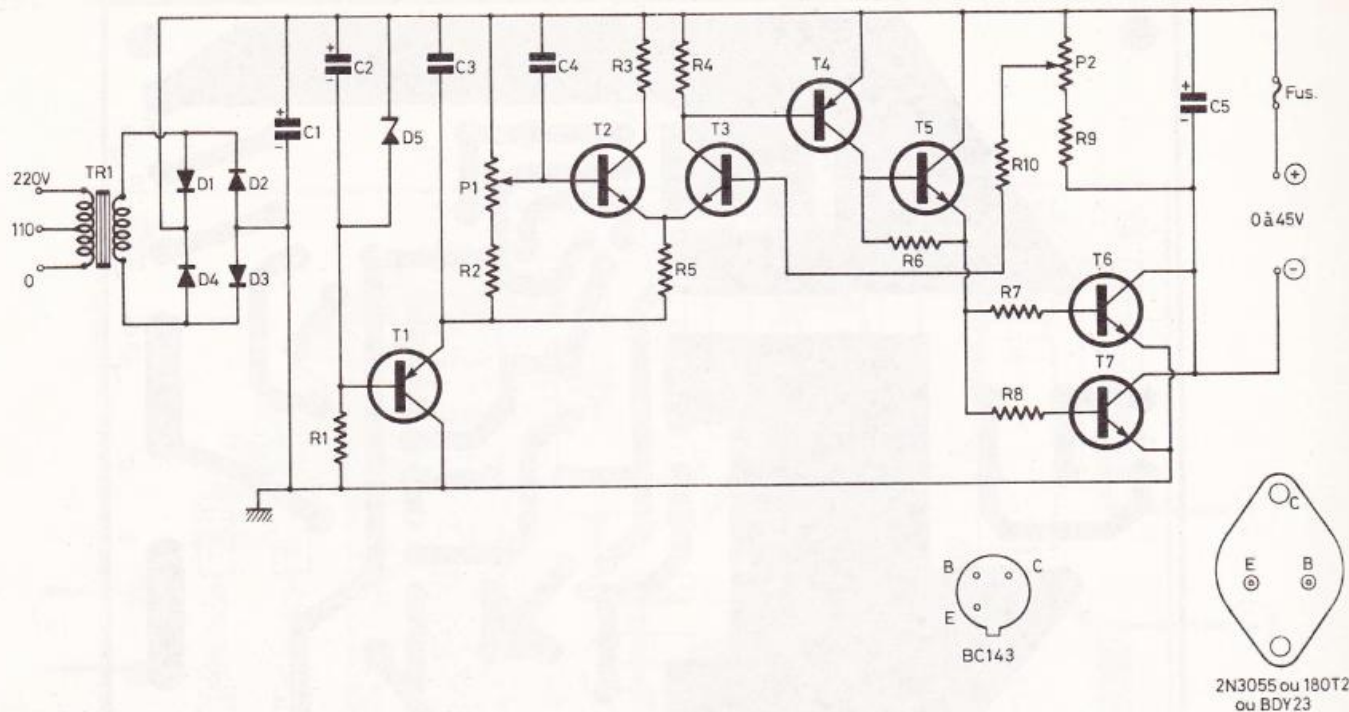 C1
C2
D5
C3
C4
R3
R4
T4
P2
C5
Fus.
T2
T3
T5
R10
R9
TR1
220V
110
0
D1
D2
D4
D3
P1
R2
R5
R6
0 à 45V
+
−
R7
T6
R8
T7
T1
R1
B
C
E
BC143
C
E
B
2N3055 ou 180T2
ou BDY23